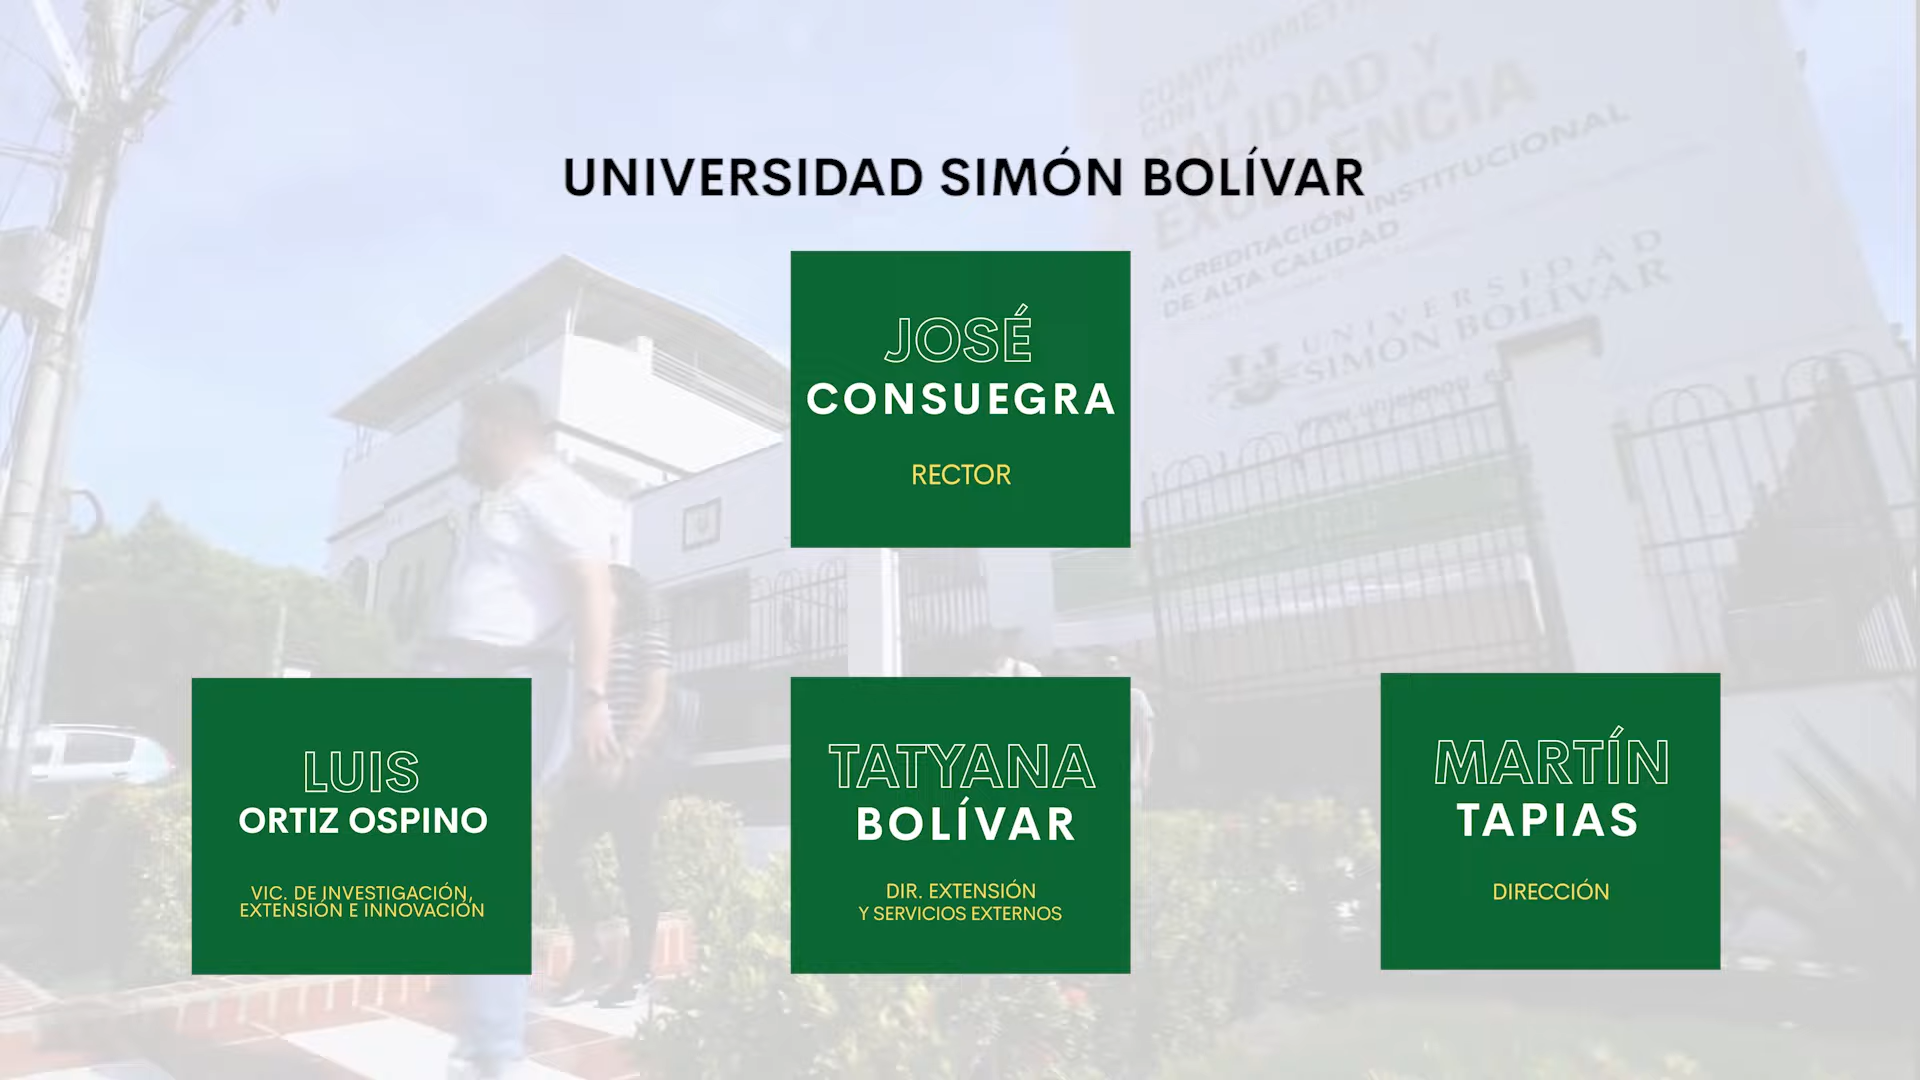 COMPROMETIDOS
CON LA
CALIDAD Y
EXCELENCIA
ACREDITACIÓN INSTITUCIONAL
DE ALTA CALIDAD
UNIVERSIDAD
SIMÓN BOLÍVAR
UNIVERSIDAD SIMÓN BOLÍVAR
JOSÉ
CONSUEGRA
RECTOR
LUIS
ORTIZ OSPINO
VIC. DE INVESTIGACIÓN,
EXTENSIÓN E INNOVACIÓN
TATYANA
BOLÍVAR
DIR. EXTENSIÓN
Y SERVICIOS EXTERNOS
MARTÍN
TAPIAS
DIRECCIÓN